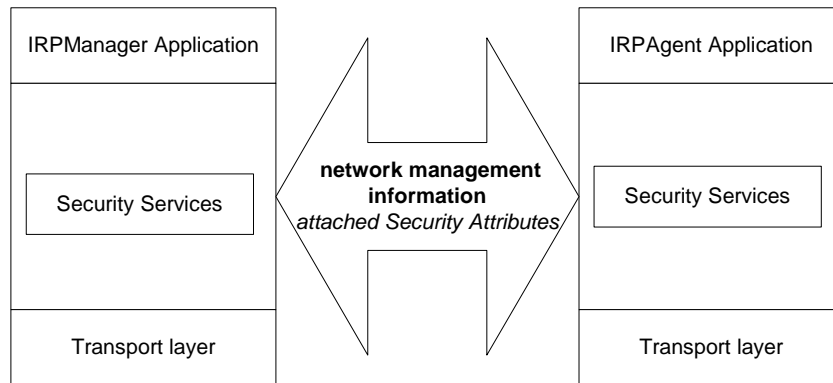 IRPManager Application
IRPAgent Application
network management
information
attached Security Attributes
Security Services
Security Services
Transport layer
Transport layer